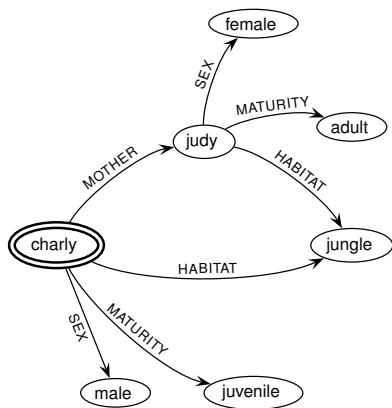 female
SEX
MATURITY
adult
judy
MOTHER
HABITAT
charly
jungle
HABITAT
SEX
MATURITY
male
juvenile